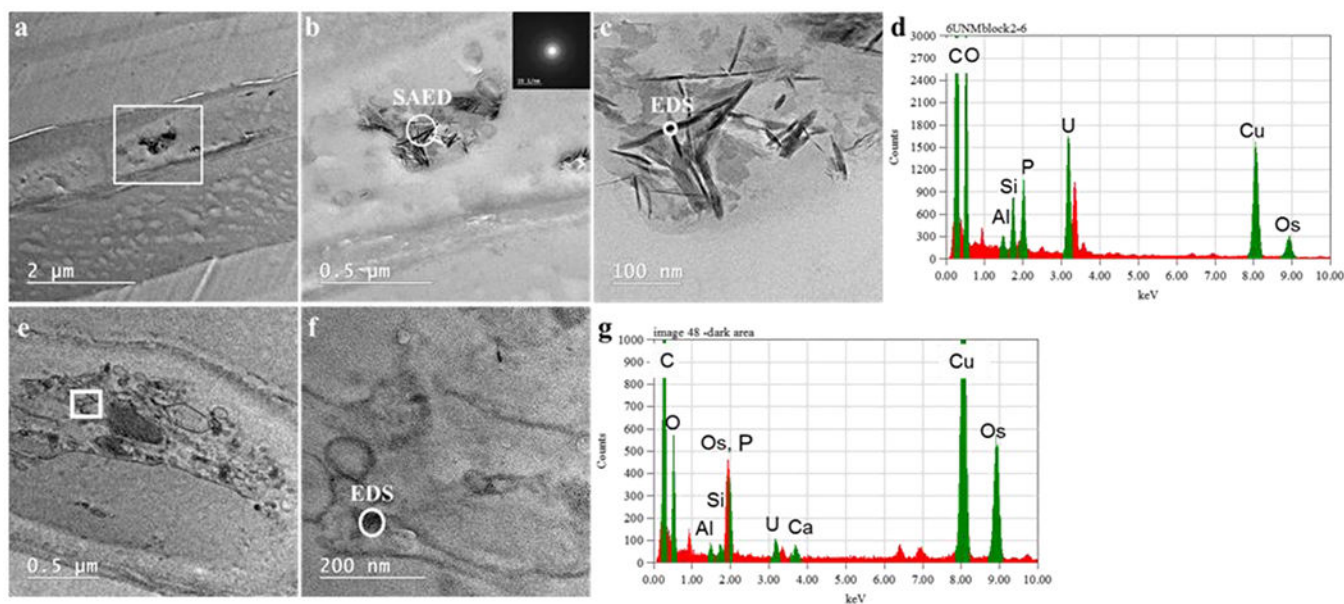 a
2 µm
b
SAED
0.5 µm
c
EDS
100 nm
d
6UNMblock2-6
Counts
3000
2700
2400
2100
1800
1500
1200
900
600
300
0
C O
Al
Si
P
U
Cu
Os
0.00 1.00 2.00 3.00 4.00 5.00 6.00 7.00 8.00 9.00 10.00
keV
e
0.5 µm
f
EDS
200 nm
g
image 48 -dark area
Counts
1000
900
800
700
600
500
400
300
200
100
0
C
O
Os, P
Si
Al
U
Ca
Cu
Os
0.00 1.00 2.00 3.00 4.00 5.00 6.00 7.00 8.00 9.00 10.00
keV